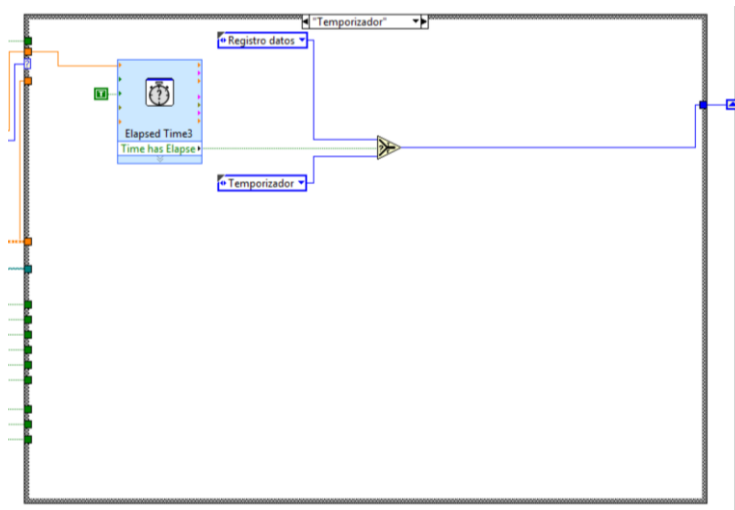 "Temporizador"
Registro datos
?
T
?
Elapsed Time3
Time has Elapse
?
Temporizador